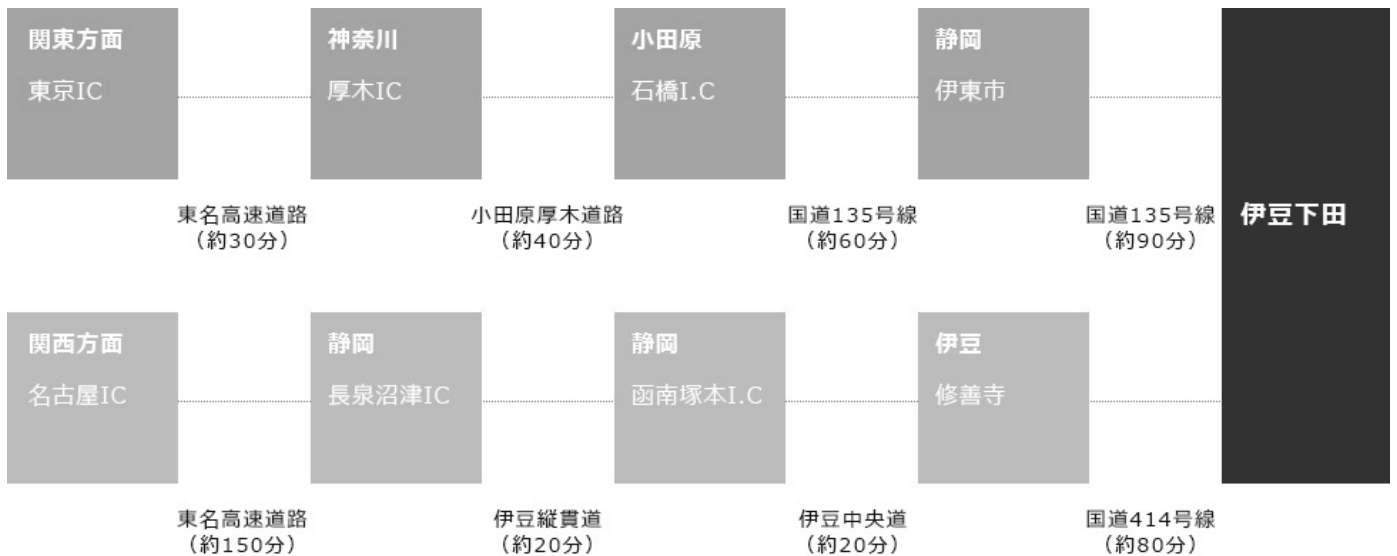 関東方面
東京IC
神奈川
厚木IC
小田原
石橋I.C
静岡
伊東市
東名高速道路
（約30分）
小田原厚木道路
（約40分）
国道135号線
（約60分）
国道135号線
（約90分）
伊豆下田
関西方面
名古屋IC
静岡
長泉沼津IC
静岡
函南塚本I.C
伊豆
修善寺
東名高速道路
（約150分）
伊豆縦貫道
（約20分）
伊豆中央道
（約20分）
国道414号線
（約80分）